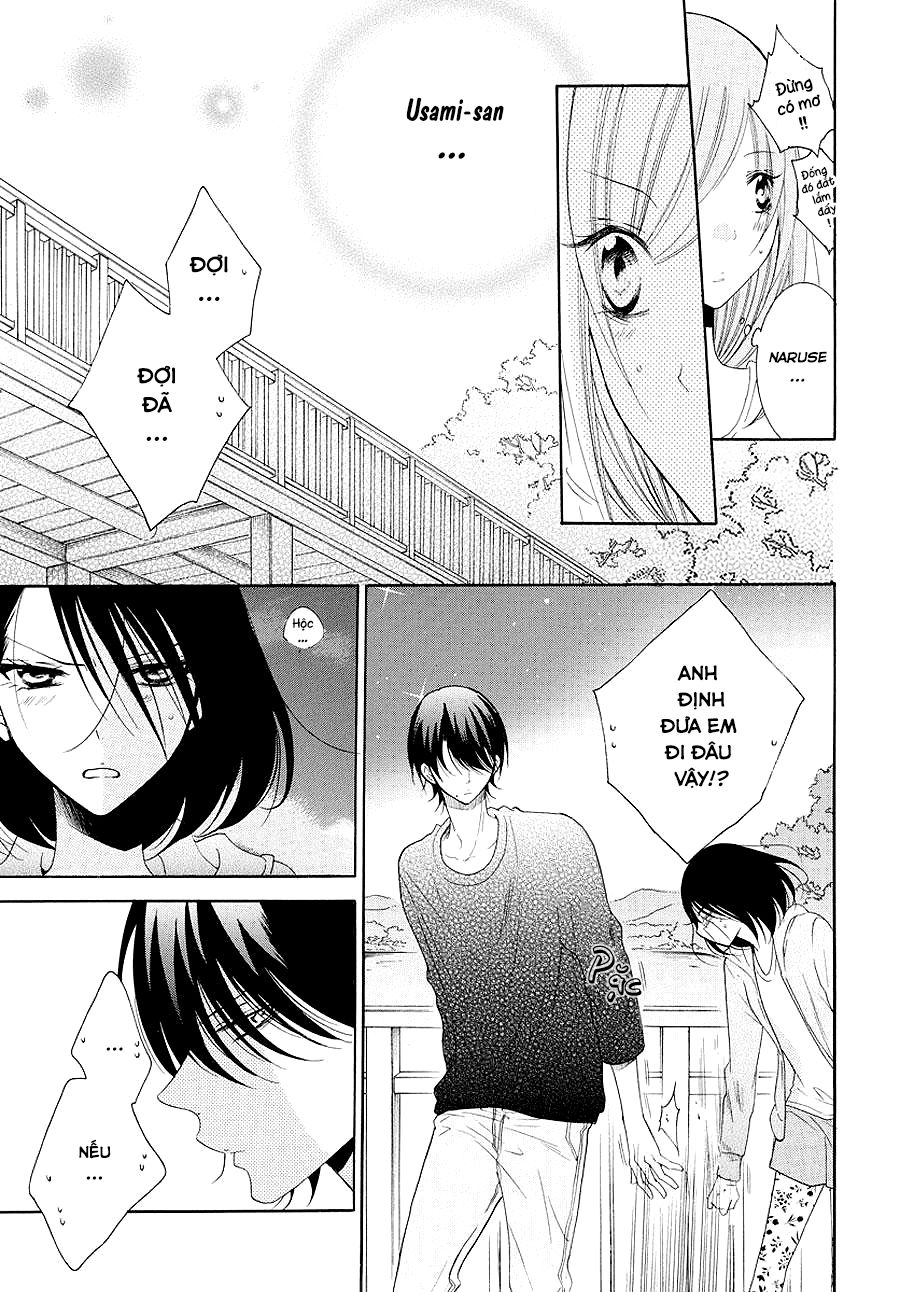 Đừng
có mơ
!!
Đống
đó đắt
lắm
đấy
!
NARUSE
...
Usami-san
...
ĐỢI
...
ĐỢI
ĐÃ
...
ANH
ĐỊNH
ĐƯA EM
ĐI ĐÂU
VẬY!?
Pặc
Hộc
...
...
NẾU
...